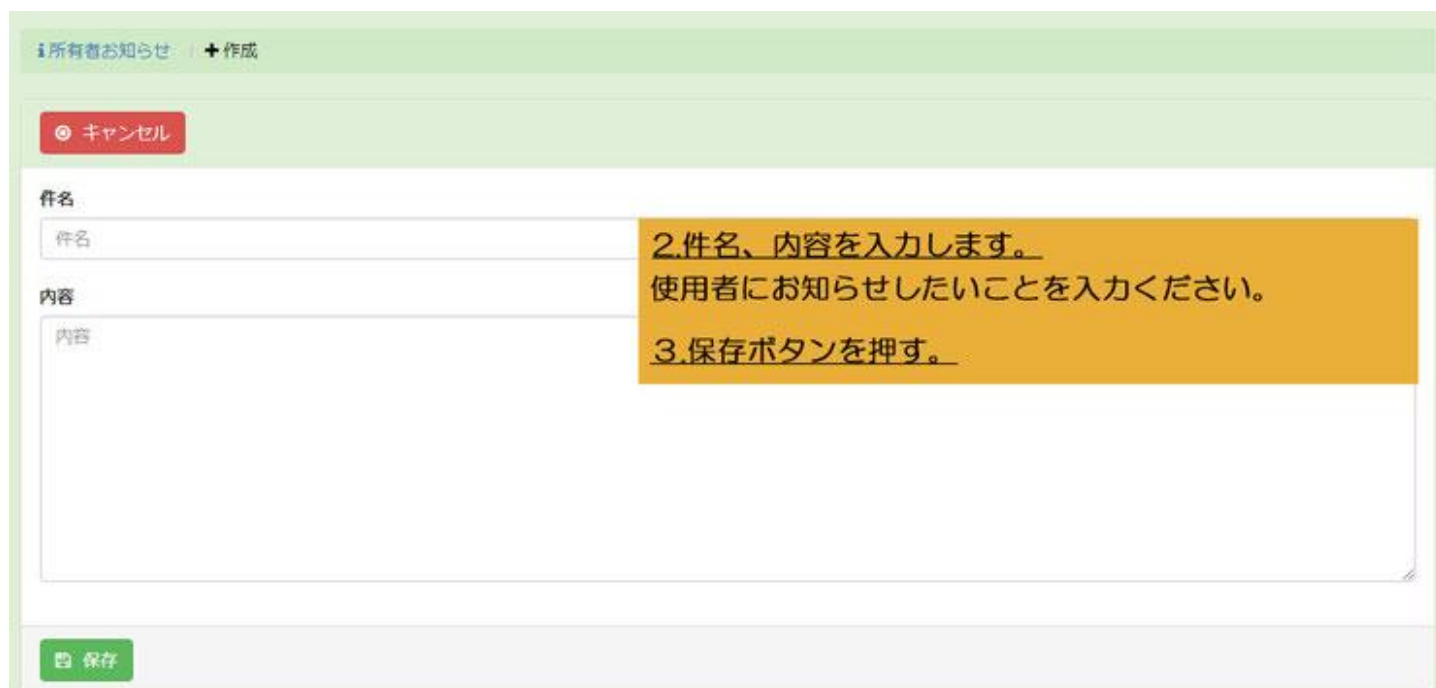 所有者お知らせ
作成
キャンセル
件名
件名
2.件名、内容を入力します。
使用者にお知らせしたいことを入力ください。
内容
内容
3.保存ボタンを押す。
保存